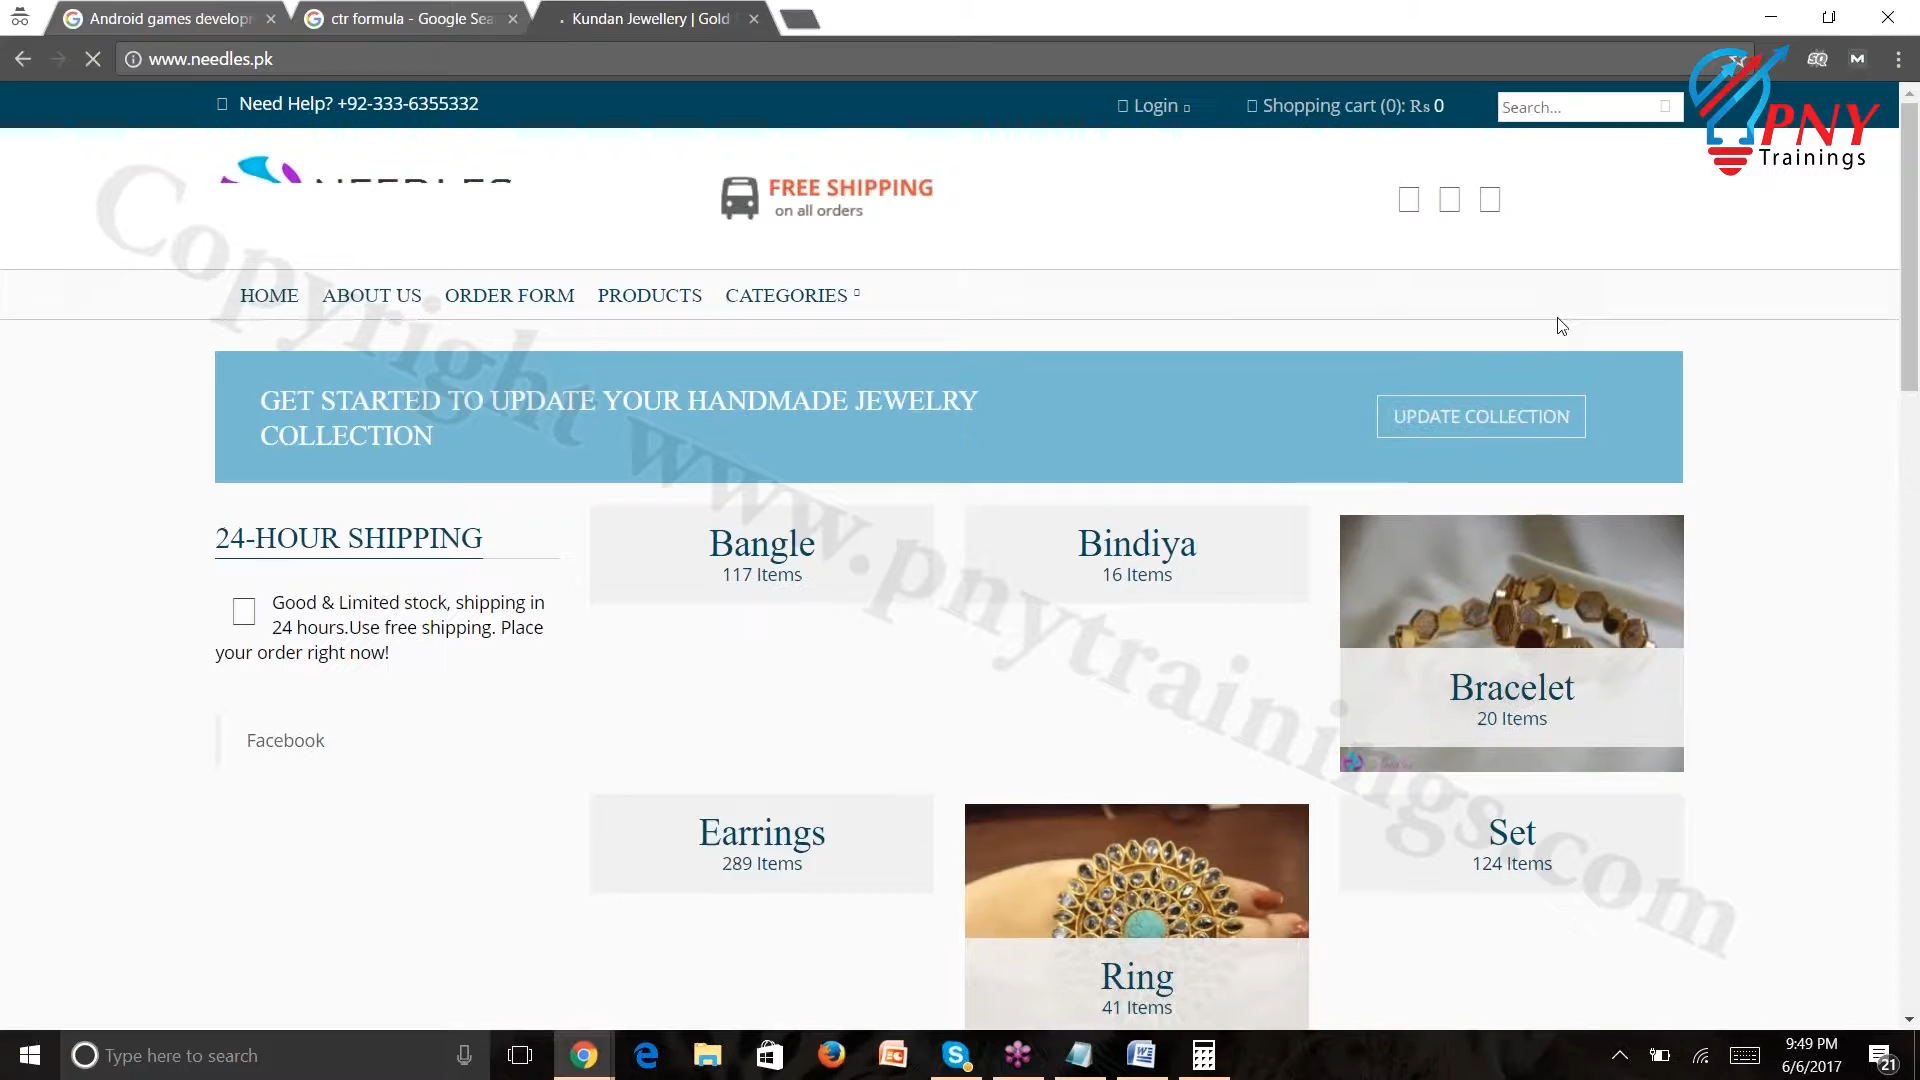 Android games develop
ctr formula - Google Sea
Kundan Jewellery | Gold
www.needles.pk
Need Help? +92-333-6355332
Login
Shopping cart (0): Rs 0
Search...
PNY
Trainings
NEEDLES
FREE SHIPPING
on all orders
HOME ABOUT US ORDER FORM PRODUCTS CATEGORIES
GET STARTED TO UPDATE YOUR HANDMADE JEWELRY
COLLECTION
UPDATE COLLECTION
24-HOUR SHIPPING
Good & Limited stock, shipping in
24 hours.Use free shipping. Place
your order right now!
Facebook
Bangle
117 Items
Bindiya
16 Items
Bracelet
20 Items
Earrings
289 Items
Ring
41 Items
Set
124 Items
Copyright www.pnytrainings.com
Type here to search
9:49 PM
6/6/2017
21